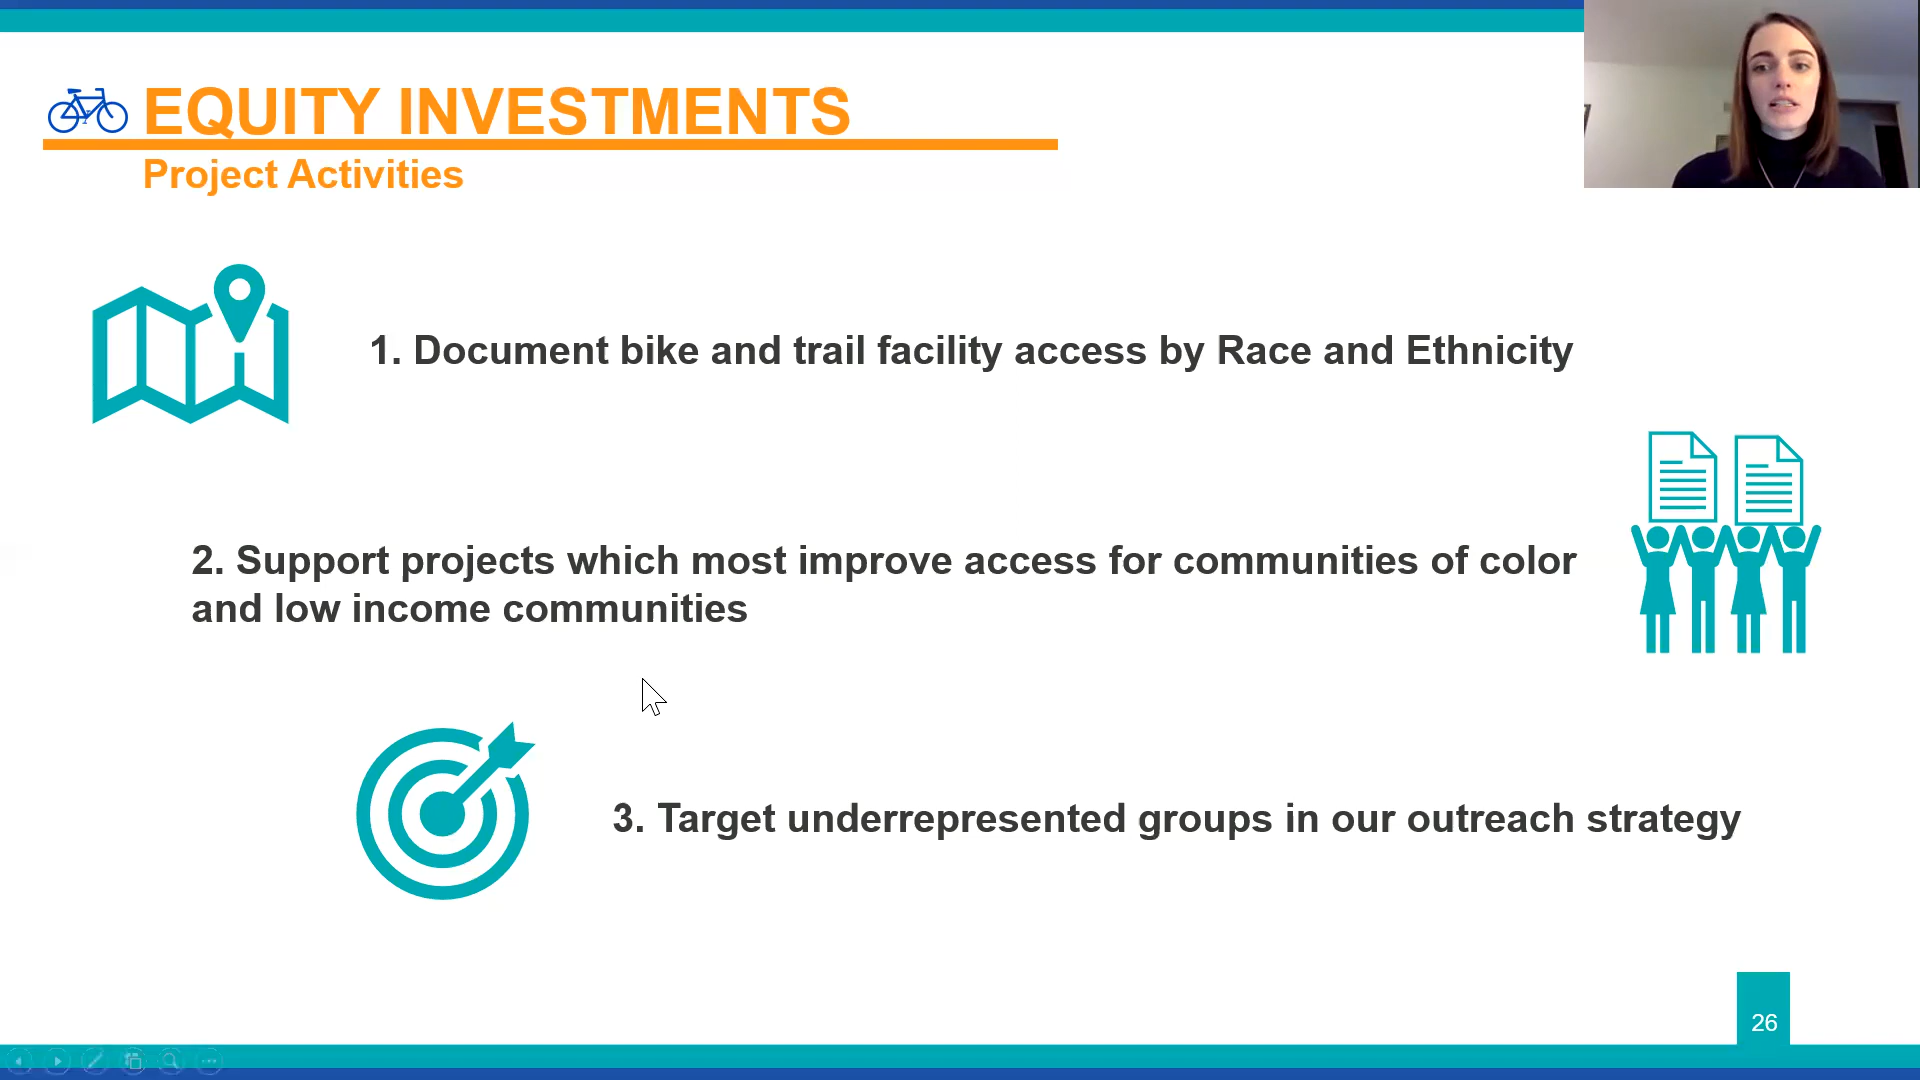 EQUITY INVESTMENTS
Project Activities
1. Document bike and trail facility access by Race and Ethnicity
2. Support projects which most improve access for communities of color
and low income communities
3. Target underrepresented groups in our outreach strategy
26